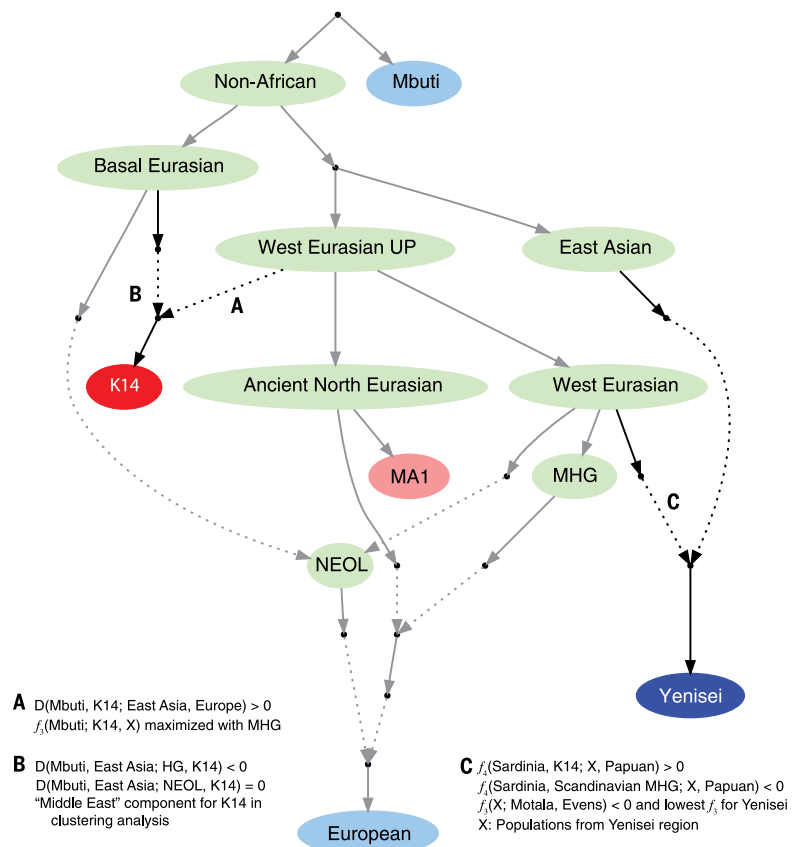 Non-African
Mbuti
Basal Eurasian
West Eurasian UP
East Asian
B
A
K14
Ancient North Eurasian
West Eurasian
MA1
MHG
C
NEOL
Yenisei
A D(Mbuti, K14; East Asia, Europe) > 0
f3(Mbuti; K14, X) maximized with MHG
B D(Mbuti, East Asia; HG, K14) < 0
D(Mbuti, East Asia; NEOL, K14) = 0
“Middle East” component for K14 in
clustering analysis
C f4(Sardinia, K14; X, Papuan) > 0
f4(Sardinia, Scandinavian MHG; X, Papuan) < 0
f3(X; Motala, Evens) < 0 and lowest f3 for Yenisei
X: Populations from Yenisei region
European